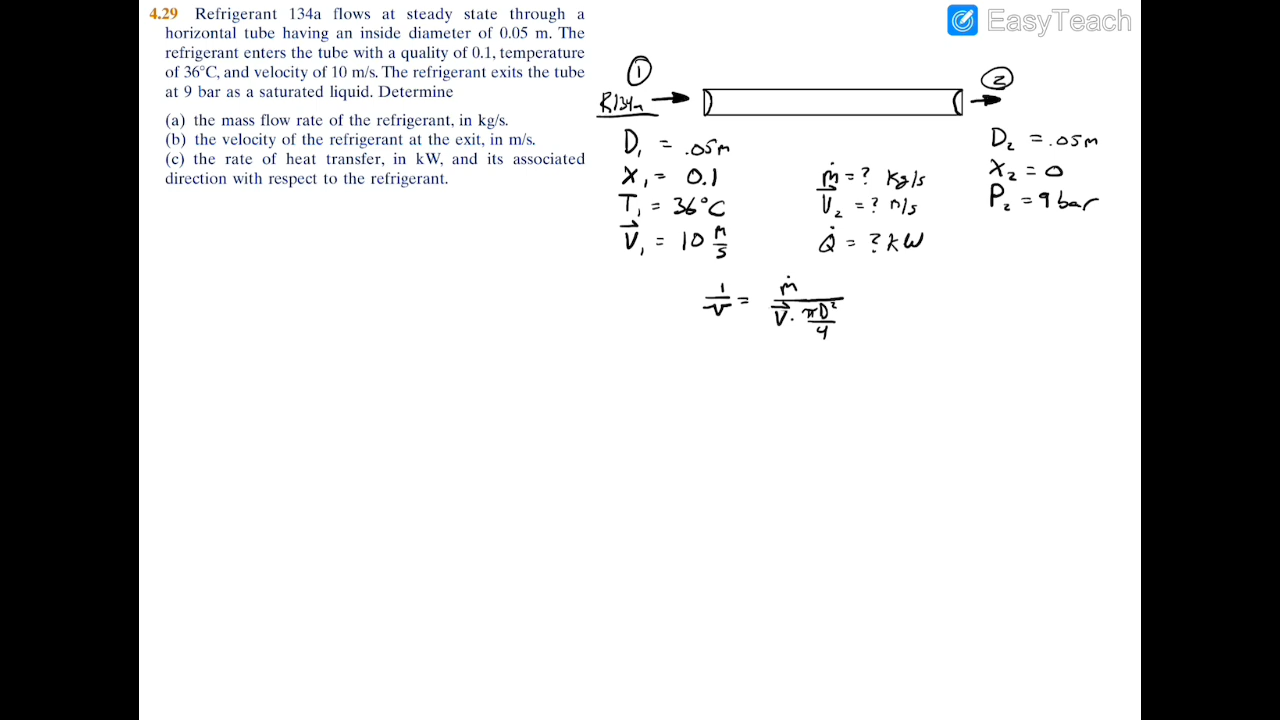 4.29 Refrigerant 134a flows at steady state through a
horizontal tube having an inside diameter of 0.05 m. The
refrigerant enters the tube with a quality of 0.1, temperature
of 36°C, and velocity of 10 m/s. The refrigerant exits the tube
at 9 bar as a saturated liquid. Determine
(a) the mass flow rate of the refrigerant, in kg/s.
(b) the velocity of the refrigerant at the exit, in m/s.
(c) the rate of heat transfer, in kW, and its associated
direction with respect to the refrigerant.
EasyTeach
①
R134a
D₁ = .05m
X₁ = 0.1
T₁ = 36°C
V⃗₁ = 10 m/s
ṁ = ? kg/s
V⃗₂ = ? m/s
Q̇ = ? kW
②
D₂ = .05m
X₂ = 0
P₂ = 9 bar
1/v = ṁ / (V⃗ · πD²/4)